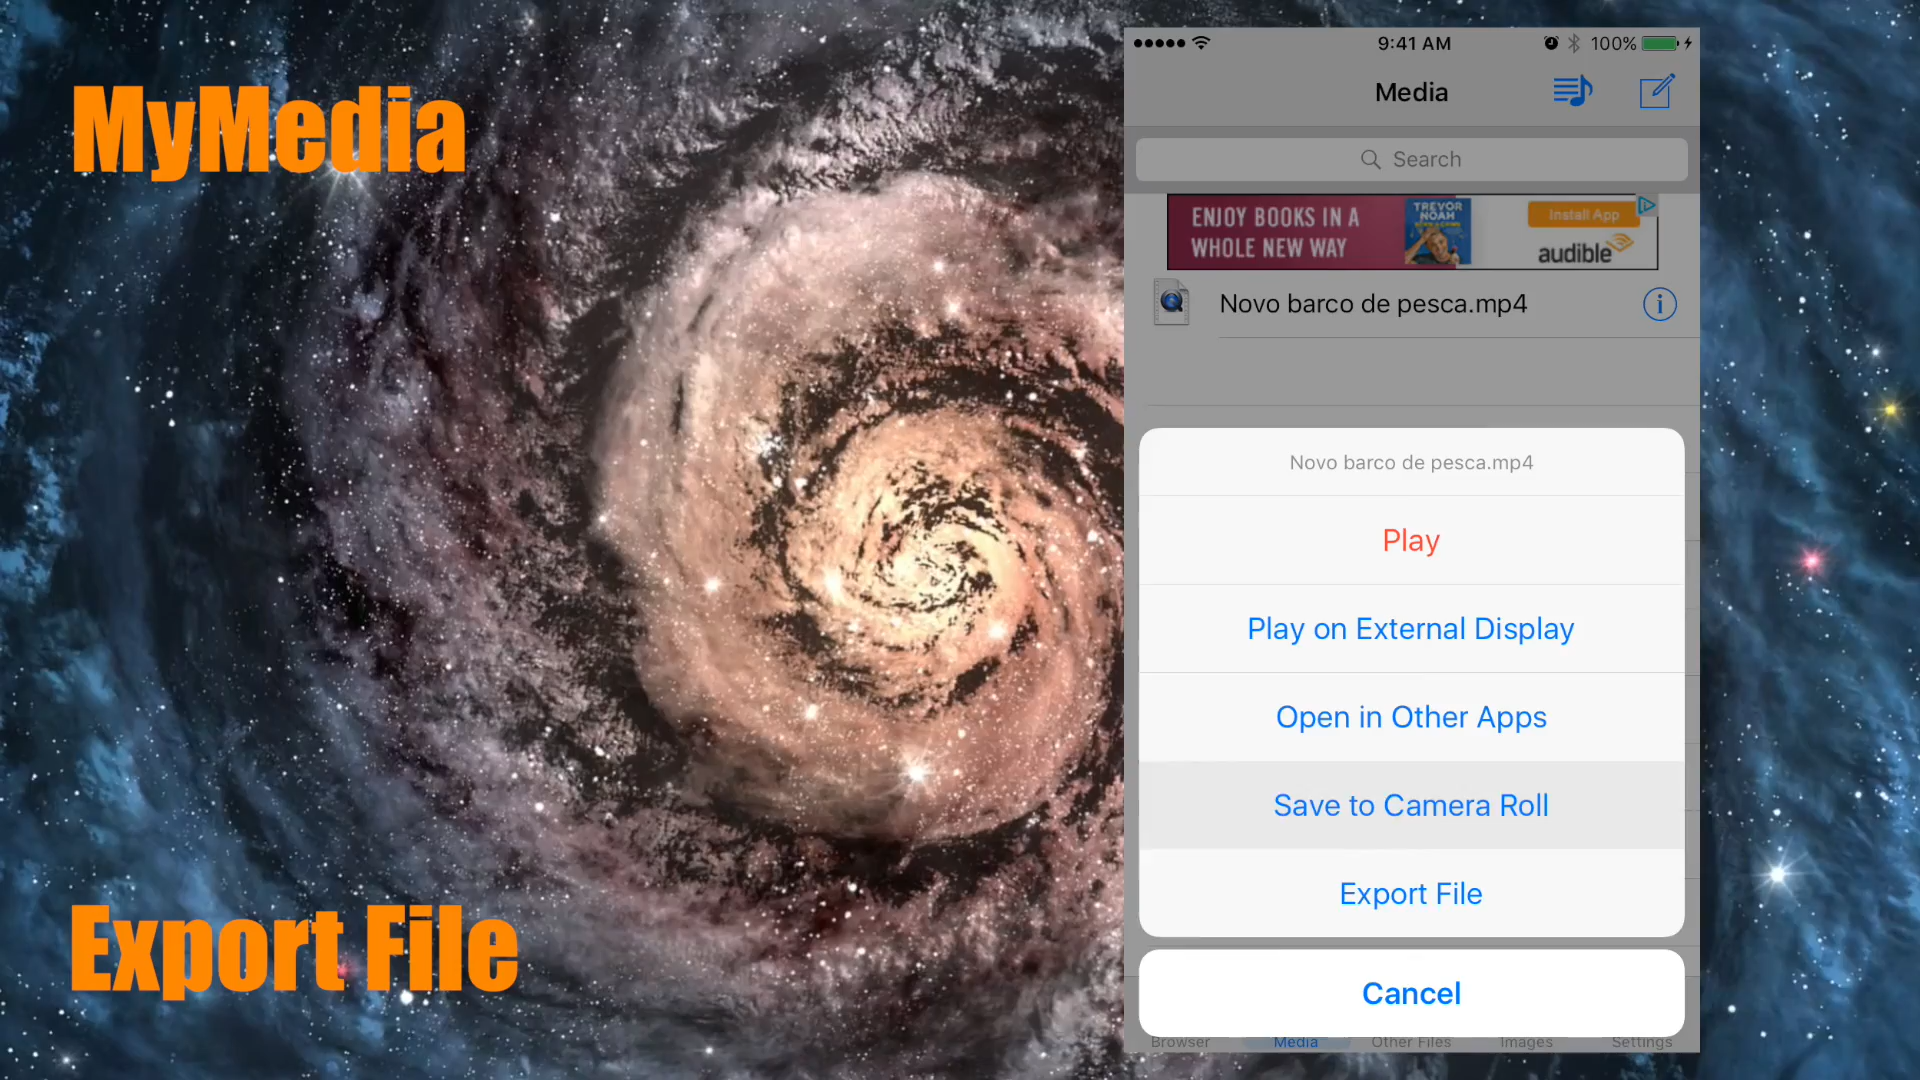 MyMedia
Export File
9:41 AM
100%
Media
Search
ENJOY BOOKS IN A
WHOLE NEW WAY
TREVOR
NOAH
Install App
audible
Novo barco de pesca.mp4
Novo barco de pesca.mp4
Play
Play on External Display
Open in Other Apps
Save to Camera Roll
Export File
Cancel
Browser
Media
Other Files
Images
Settings